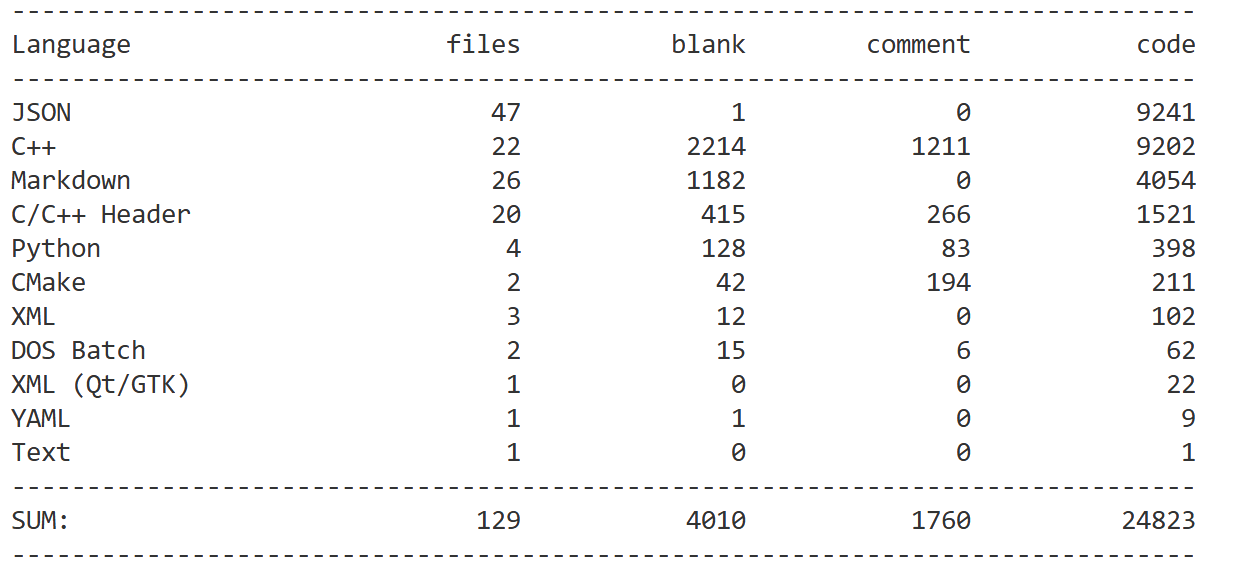 -------------------------------------------------------------------------------
Language                     files          blank        comment           code
-------------------------------------------------------------------------------
JSON                            47              1              0           9241
C++                             22           2214           1211           9202
Markdown                        26           1182              0           4054
C/C++ Header                    20            415            266           1521
Python                           4            128             83            398
CMake                            2             42            194            211
XML                              3             12              0            102
DOS Batch                        2             15              6             62
XML (Qt/GTK)                     1              0              0             22
YAML                             1              1              0              9
Text                             1              0              0              1
-------------------------------------------------------------------------------
SUM:                           129           4010           1760          24823
-------------------------------------------------------------------------------